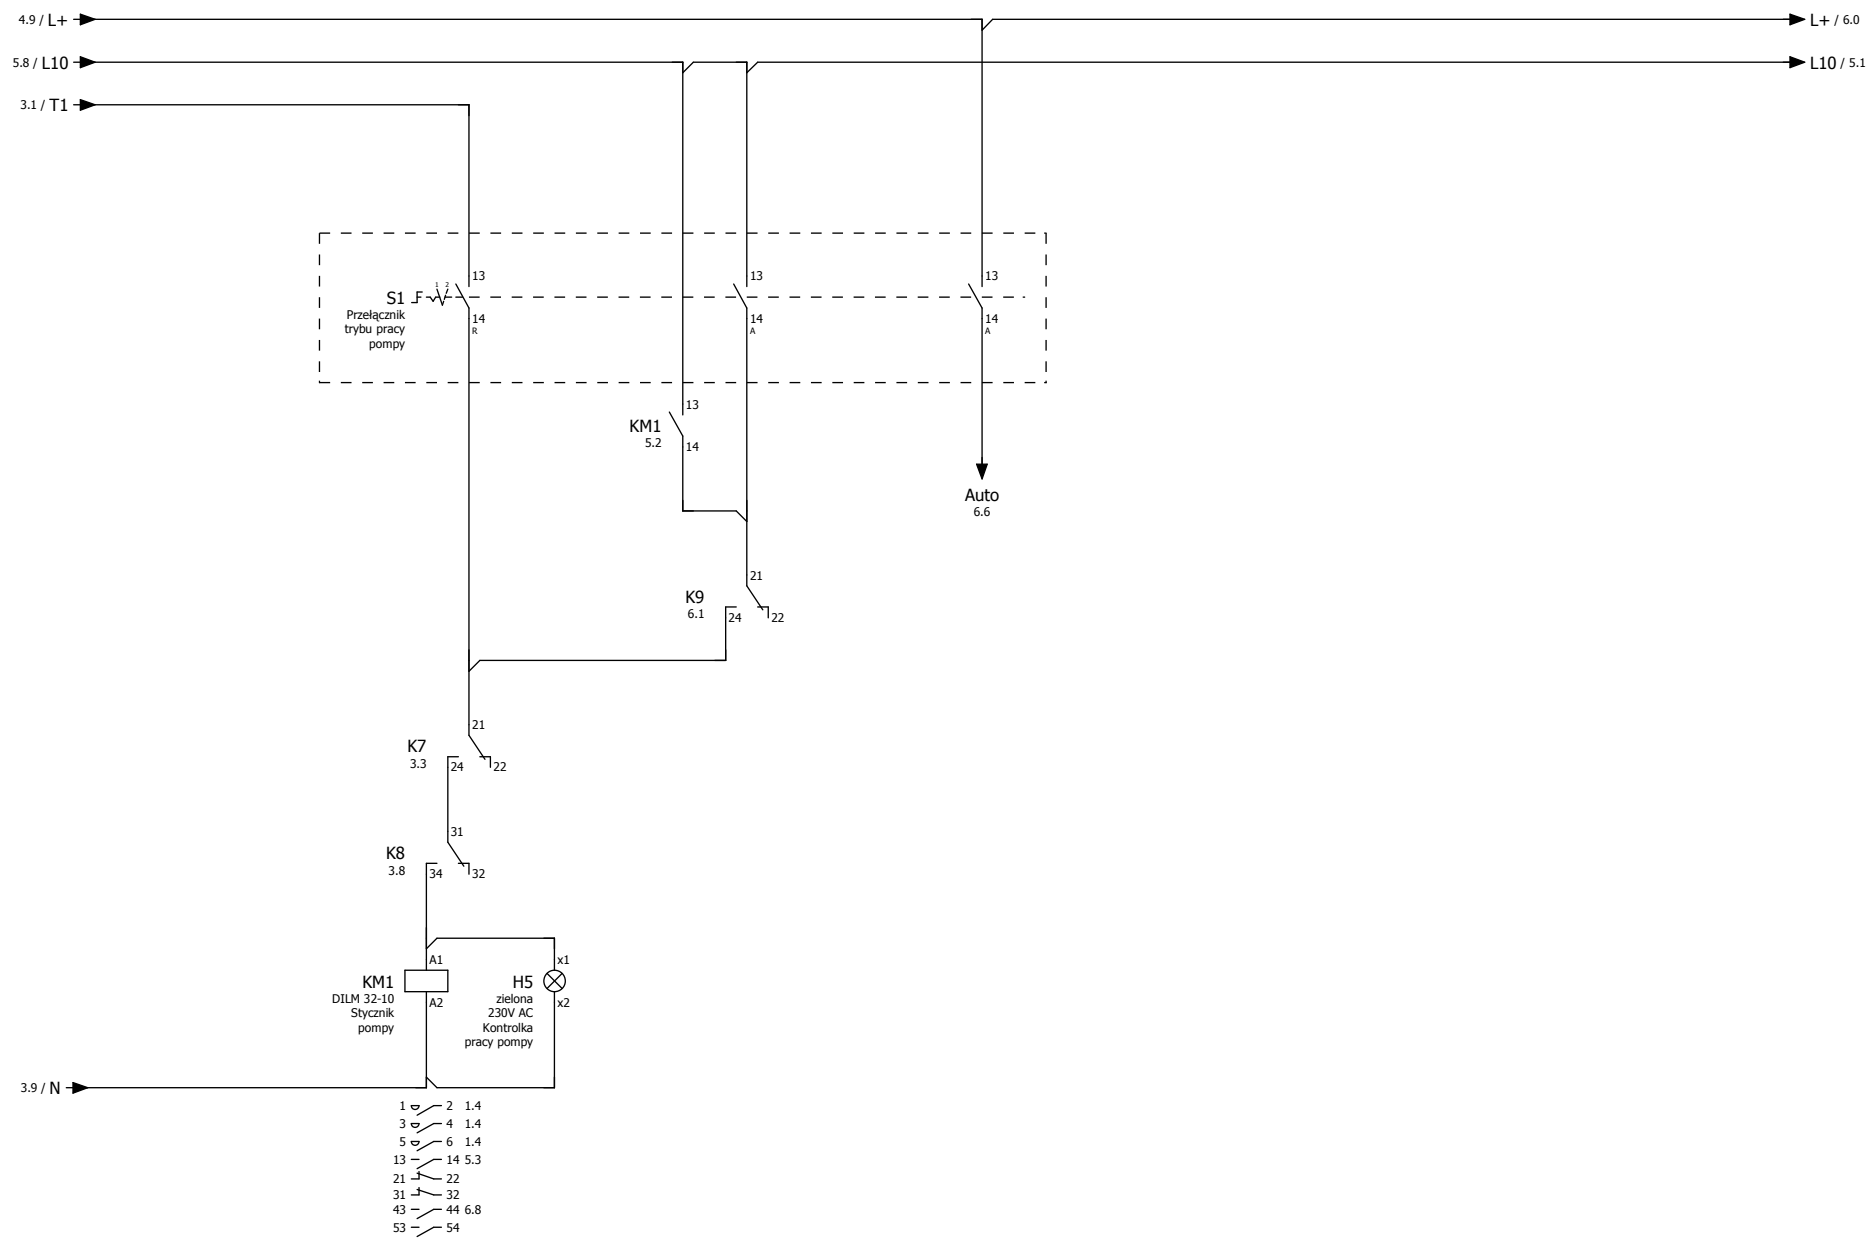 4.9 / L+
L+ / 6.0
5.8 / L10
L10 / 5.1
3.1 / T1
13
13
13
1 2
S1
Przełącznik
trybu pracy
pompy
14
R
14
A
14
A
13
KM1
5.2
14
Auto
6.6
21
K9
6.1
24
22
21
K7
3.3
24
22
31
K8
3.8
34
32
A1
x1
KM1
DILM 32-10
Stycznik
pompy
A2
H5
zielona
230V AC
Kontrolka
pracy pompy
x2
3.9 / N
1 2 1.4
3 4 1.4
5 6 1.4
13 14 5.3
21 22
31 32
43 44 6.8
53 54